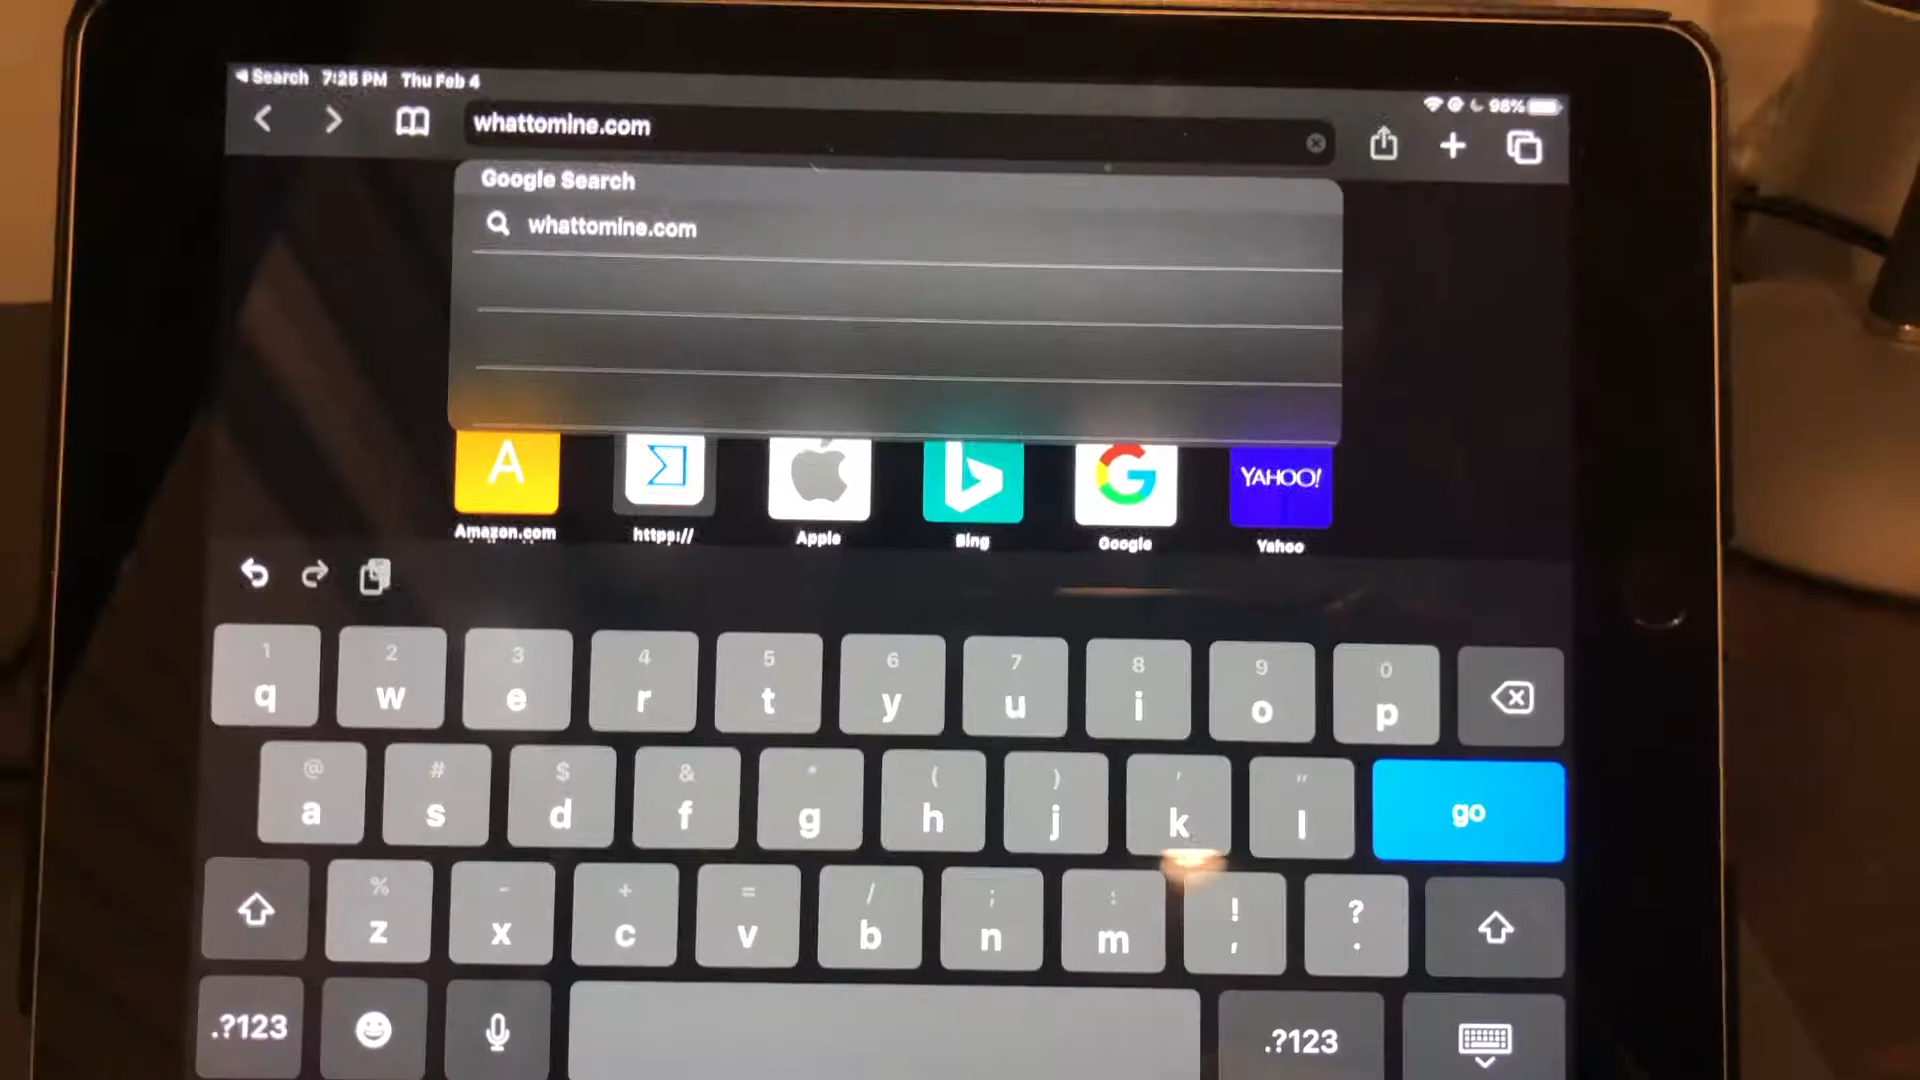 Search 7:25 PM Thu Feb 4
98%
whattomine.com
Google Search
whattomine.com
A
YAHOO!
Amazon.com
Apple
Bing
Google
Yahoo
1 2 3 4 5 6 7 8 9 0
q w e r t y u i o p
@ # $ & * ( ) ' "
a s d f g h j k l go
% - + = / ; : ! ?
z x c v b n m , .
.?123 .?123